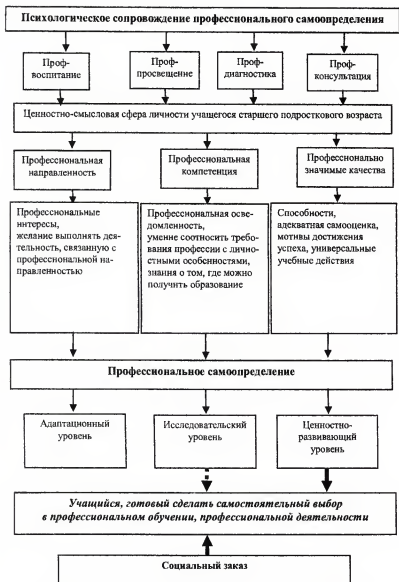 Психологическое сопровождение профессионального самоопределения
Проф-
воспитание
Проф-
просвещение
Проф-
диагностика
Проф-
консультация
Ценностно-смысловая сфера личности учащегося старшего подросткового возраста
Профессиональная
направленность
Профессиональная
компетенция
Профессионально
значимые качества
Профессиональные
интересы,
желание выполнять дея-
тельность, связанную с
профессиональной на-
правленностью
Профессиональная осве-
домленность,
умение соотносить требо-
вания профессии с лично-
стными особенностями,
знания о том, где можно
получить образование
Способности,
адекватная самооценка,
мотивы достижения
успеха, универсальные
учебные действия
Профессиональное самоопределение
Адаптационный
уровень
Исследовательский
уровень
Ценностно-
развивающий
уровень
Учащийся, готовый сделать самостоятельный выбор
в профессиональном обучении, профессиональной деятельности
Социальный заказ